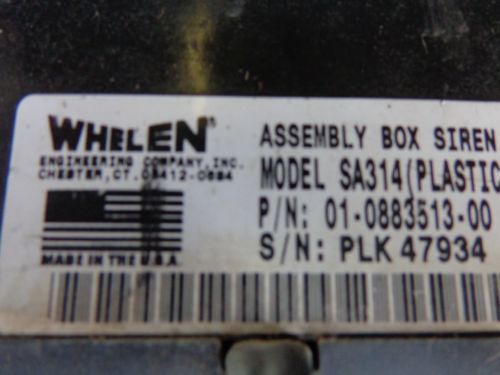 WHELEN®
ENGINEERING COMPANY, INC.
CHESTER, CT. 06412-0684
MADE IN THE U.S.A.
ASSEMBLY BOX SIREN
MODEL SA314(PLASTIC
P/N: 01-0883513-00
S/N: PLK 47934